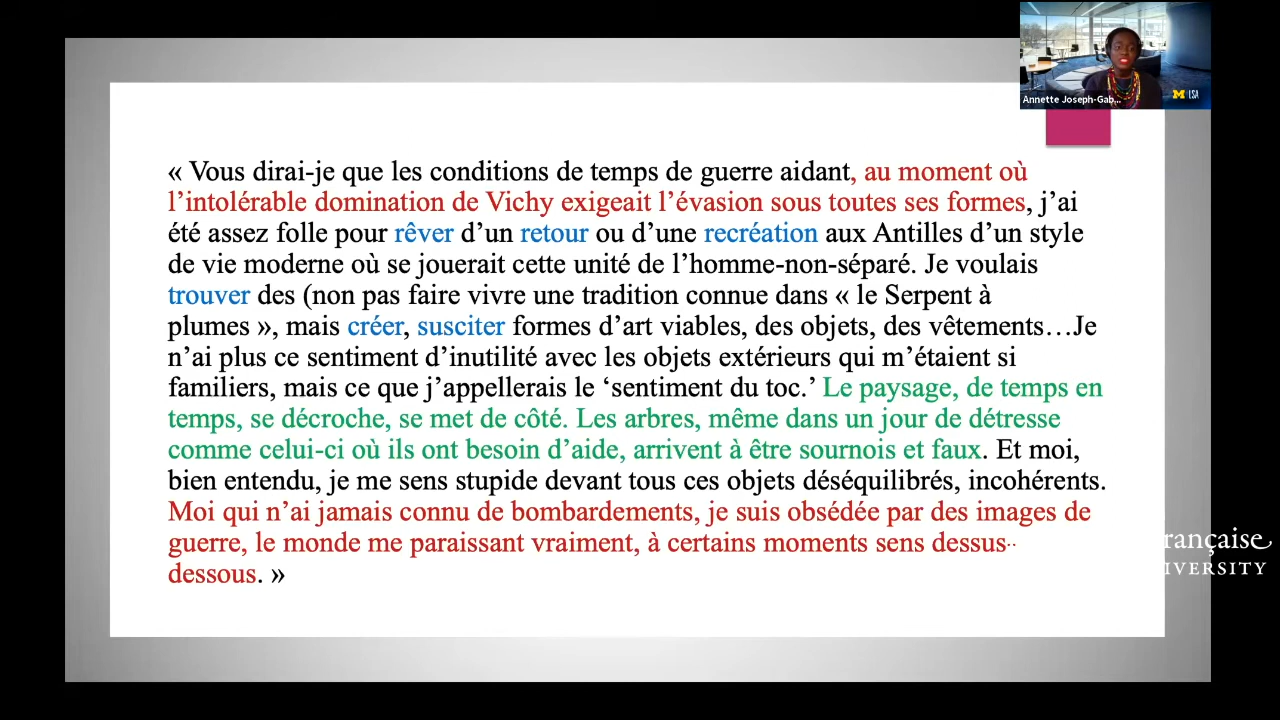 Annette Joseph-Gab...
M LSA
« Vous dirai-je que les conditions de temps de guerre aidant, au moment où
l’intolérable domination de Vichy exigeait l’évasion sous toutes ses formes, j’ai
été assez folle pour rêver d’un retour ou d’une recréation aux Antilles d’un style
de vie moderne où se jouerait cette unité de l’homme-non-séparé. Je voulais
trouver des (non pas faire vivre une tradition connue dans « le Serpent à
plumes », mais créer, susciter formes d’art viables, des objets, des vêtements…Je
n’ai plus ce sentiment d’inutilité avec les objets extérieurs qui m’étaient si
familiers, mais ce que j’appellerais le ‘sentiment du toc.’ Le paysage, de temps en
temps, se décroche, se met de côté. Les arbres, même dans un jour de détresse
comme celui-ci où ils ont besoin d’aide, arrivent à être sournois et faux. Et moi,
bien entendu, je me sens stupide devant tous ces objets déséquilibrés, incohérents.
Moi qui n’ai jamais connu de bombardements, je suis obsédée par des images de
guerre, le monde me paraissant vraiment, à certains moments sens dessus-
dessous. »
rançaise
IVERSITY